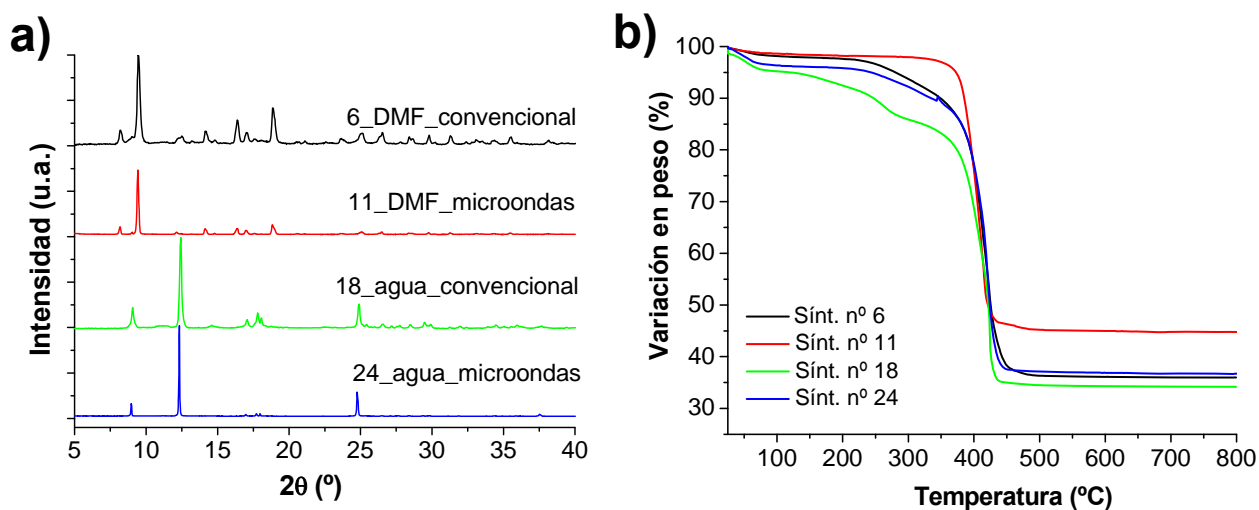 a)
Intensidad (u.a.)
6_DMF_convencional
11_DMF_microondas
18_agua_convencional
24_agua_microondas
5 10 15 20 25 30 35 40
2θ (º)
b)
Variación en peso (%)
100
90
80
70
60
50
40
30
Sínt. nº 6
Sínt. nº 11
Sínt. nº 18
Sínt. nº 24
100 200 300 400 500 600 700 800
Temperatura (ºC)